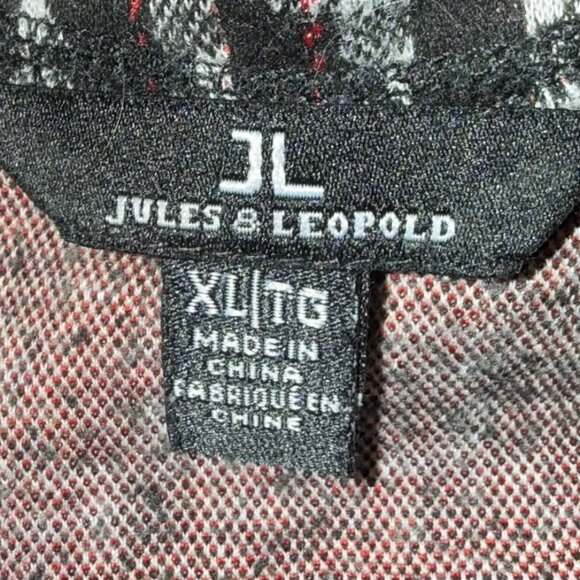 JL
JULES & LEOPOLD
XL|TG
MADE IN
CHINA
FABRIQUE EN
CHINE